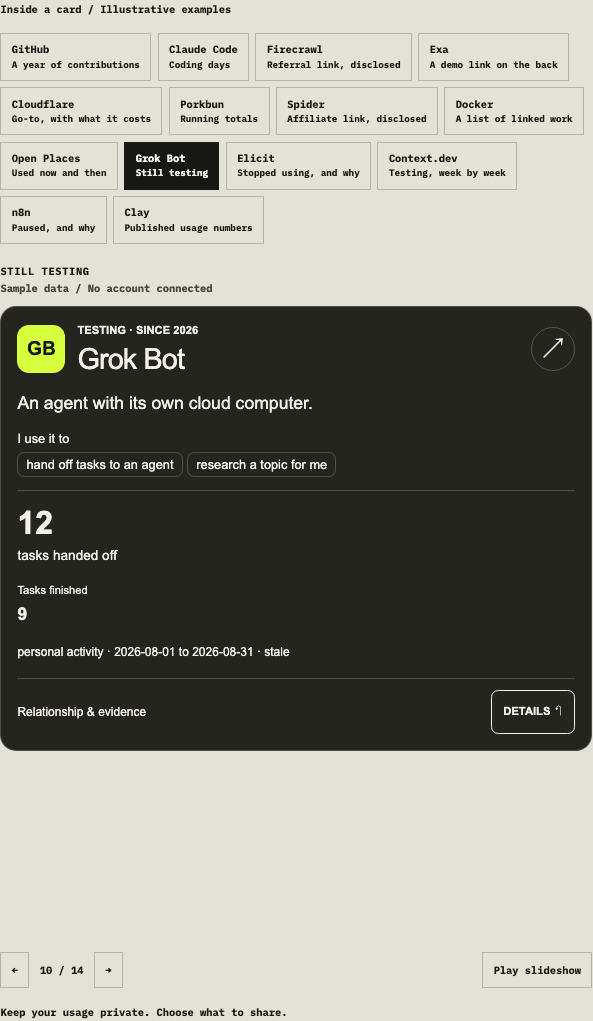 Inside a card / Illustrative examples
GitHub
A year of contributions
Claude Code
Coding days
Firecrawl
Referral link, disclosed
Exa
A demo link on the back
Cloudflare
Go-to, with what it costs
Porkbun
Running totals
Spider
Affiliate link, disclosed
Docker
A list of linked work
Open Places
Used now and then
Grok Bot
Still testing
Elicit
Stopped using, and why
Context.dev
Testing, week by week
n8n
Paused, and why
Clay
Published usage numbers
STILL TESTING
Sample data / No account connected
GB
TESTING · SINCE 2026
Grok Bot
An agent with its own cloud computer.
I use it to
hand off tasks to an agent
research a topic for me
12
tasks handed off
Tasks finished
9
personal activity · 2026-08-01 to 2026-08-31 · stale
Relationship & evidence
DETAILS
← 10 / 14 →
Play slideshow
Keep your usage private. Choose what to share.